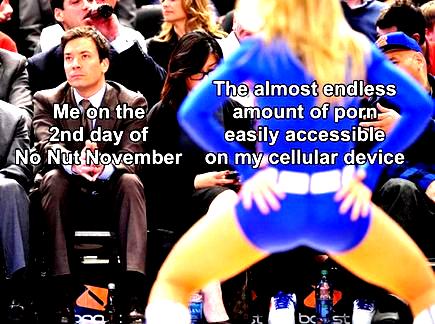 Me on the
2nd day of
No Nut November
The almost endless
amount of porn
easily accessible
on my cellular device